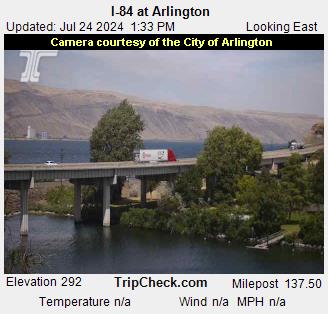 I-84 at Arlington
Updated: Jul 24 2024 1:33 PM Looking East
Camera courtesy of the City of Arlington
Elevation 292 TripCheck.com Milepost 137.50
Temperature n/a Wind n/a MPH n/a